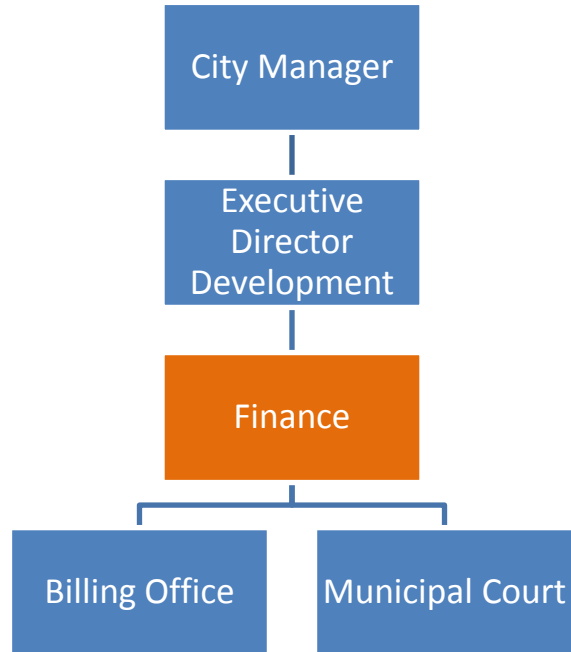 City Manager
Executive
Director
Development
Finance
Billing Office
Municipal Court